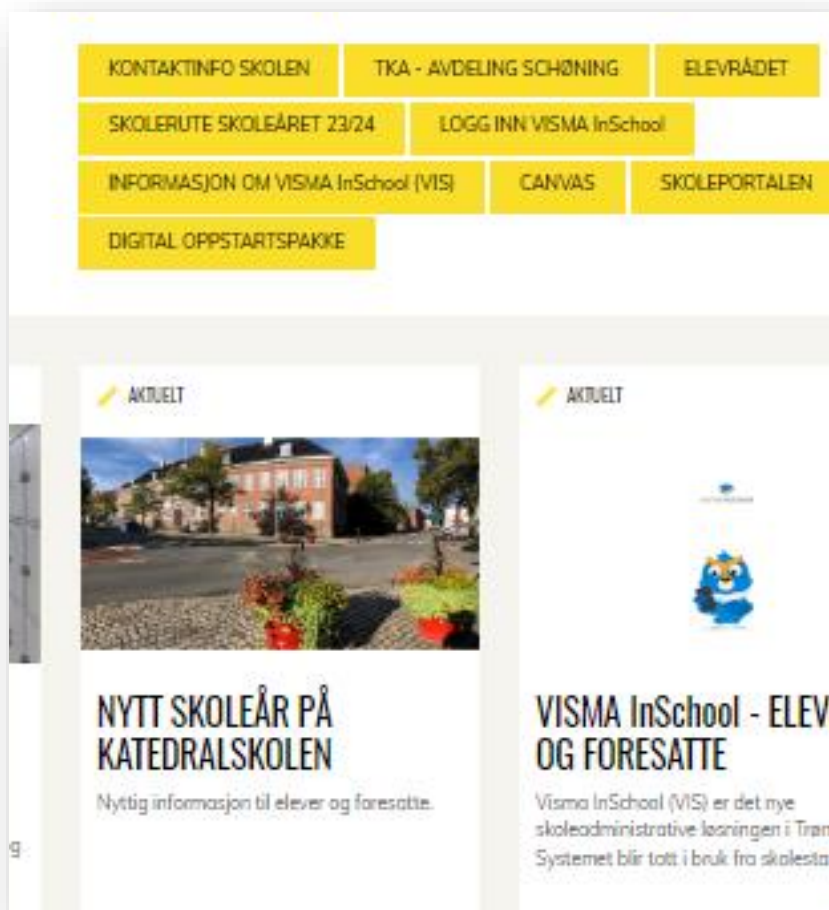 KONTAKTINFO SKOLEN
TKA - AVDELING SCHØNING
ELEVRÅDET
SKOLERUTE SKOLEÅRET 23/24
LOGG INN VISMA InSchool
INFORMASJON OM VISMA InSchool (VIS)
CANVAS
SKOLEPORTALEN
DIGITAL OPPSTARTSPAKKE
g
AKTUELT
NYTT SKOLEÅR PÅ
KATEDRALSKOLEN
Nyttig informasjon til elever og foresatte.
AKTUELT
VISMA InSchool - ELEV
OG FORESATTE
Visma InSchool (VIS) er det nye
skoleadministrative løsningen i Trøn
Systemet blir tatt i bruk fra skolesta